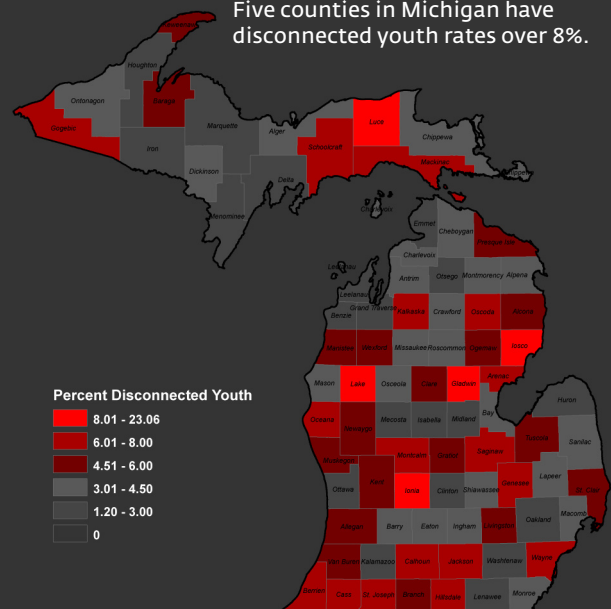 Five counties in Michigan have
disconnected youth rates over 8%.
Keweenaw
Houghton
Ontonagon
Baraga
Luce
Gogebic
Marquette
Alger
Chippewa
Schoolcraft
Iron
Mackinac
Dickinson
Delta
Chippewa
Menominee
Charlevoix
Emmet
Cheboygan
Presque Isle
Charlevoix
Leelanau
Antrim
Otsego
Montmorency
Alpena
Leelanau
Benzie
Grand Traverse
Kalkaska
Crawford
Oscoda
Alcona
Manistee
Wexford
Missaukee
Roscommon
Ogemaw
Iosco
Arenac
Mason
Lake
Osceola
Clare
Gladwin
Percent Disconnected Youth
8.01 - 23.06
6.01 - 8.00
4.51 - 6.00
3.01 - 4.50
1.20 - 3.00
0
Huron
Bay
Oceana
Newaygo
Mecosta
Isabella
Midland
Tuscola
Sanilac
Muskegon
Montcalm
Gratiot
Saginaw
Ottawa
Kent
Ionia
Clinton
Shiawassee
Genesee
Lapeer
St. Clair
Macomb
Allegan
Barry
Eaton
Ingham
Livingston
Oakland
Van Buren
Kalamazoo
Calhoun
Jackson
Washtenaw
Wayne
Berrien
Cass
St. Joseph
Branch
Hillsdale
Lenawee
Monroe